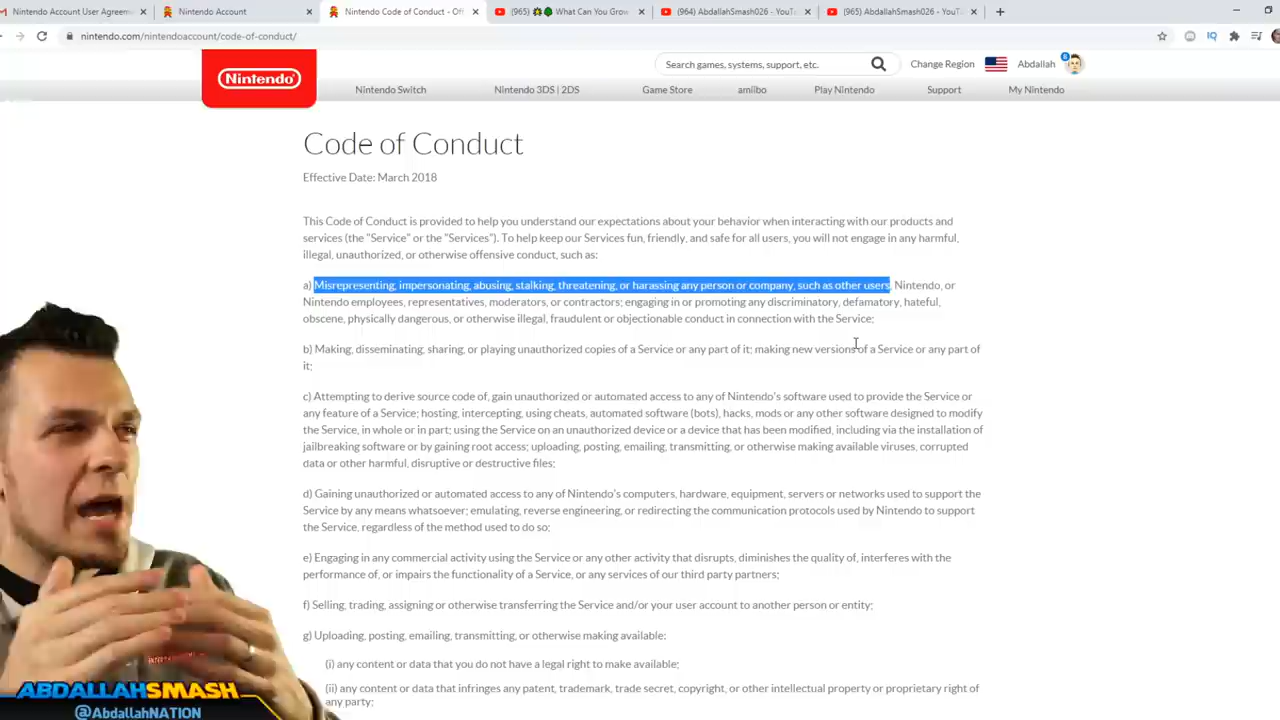 Nintendo Account User Agreem
Nintendo Account
Nintendo Code of Conduct - Off
(965) What Can You Grow
(964) AbdallahSmash026 - YouT
(965) AbdallahSmash026 - YouT
nintendo.com/nintendoaccount/code-of-conduct/
Nintendo
Search games, systems, support, etc.
Change Region
Abdallah
Nintendo Switch
Nintendo 3DS | 2DS
Game Store
amiibo
Play Nintendo
Support
My Nintendo
Code of Conduct
Effective Date: March 2018
This Code of Conduct is provided to help you understand our expectations about your behavior when interacting with our products and
services (the "Service" or the "Services"). To help keep our Services fun, friendly, and safe for all users, you will not engage in any harmful,
illegal, unauthorized, or otherwise offensive conduct, such as:
a) Misrepresenting, impersonating, abusing, stalking, threatening, or harassing any person or company, such as other users, Nintendo, or
Nintendo employees, representatives, moderators, or contractors; engaging in or promoting any discriminatory, defamatory, hateful,
obscene, physically dangerous, or otherwise illegal, fraudulent or objectionable conduct in connection with the Service;
b) Making, disseminating, sharing, or playing unauthorized copies of a Service or any part of it; making new versions of a Service or any part of
it;
c) Attempting to derive source code of, gain unauthorized or automated access to any of Nintendo's software used to provide the Service or
any feature of a Service; hosting, intercepting, using cheats, automated software (bots), hacks, mods or any other software designed to modify
the Service, in whole or in part; using the Service on an unauthorized device or a device that has been modified, including via the installation of
jailbreaking software or by gaining root access; uploading, posting, emailing, transmitting, or otherwise making available viruses, corrupted
data or other harmful, disruptive or destructive files;
d) Gaining unauthorized or automated access to any of Nintendo's computers, hardware, equipment, servers or networks used to support the
Service by any means whatsoever; emulating, reverse engineering, or redirecting the communication protocols used by Nintendo to support
the Service, regardless of the method used to do so;
e) Engaging in any commercial activity using the Service or any other activity that disrupts, diminishes the quality of, interferes with the
performance of, or impairs the functionality of a Service, or any services of our third party partners;
f) Selling, trading, assigning or otherwise transferring the Service and/or your user account to another person or entity;
g) Uploading, posting, emailing, transmitting, or otherwise making available:
(i) any content or data that you do not have a legal right to make available;
(ii) any content or data that infringes any patent, trademark, trade secret, copyright, or other intellectual property or proprietary right of
any party;
ABDALLAHSMASH
@AbdallahNATION